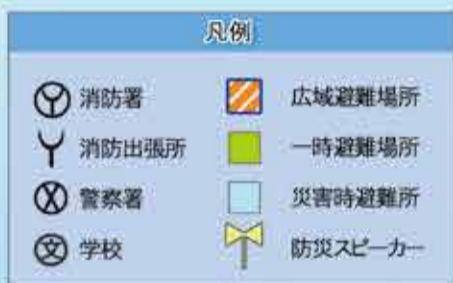 凡例
消防署
広域避難場所
消防出張所
一時避難場所
警察署
災害時避難所
文 学校
防災スピーカー